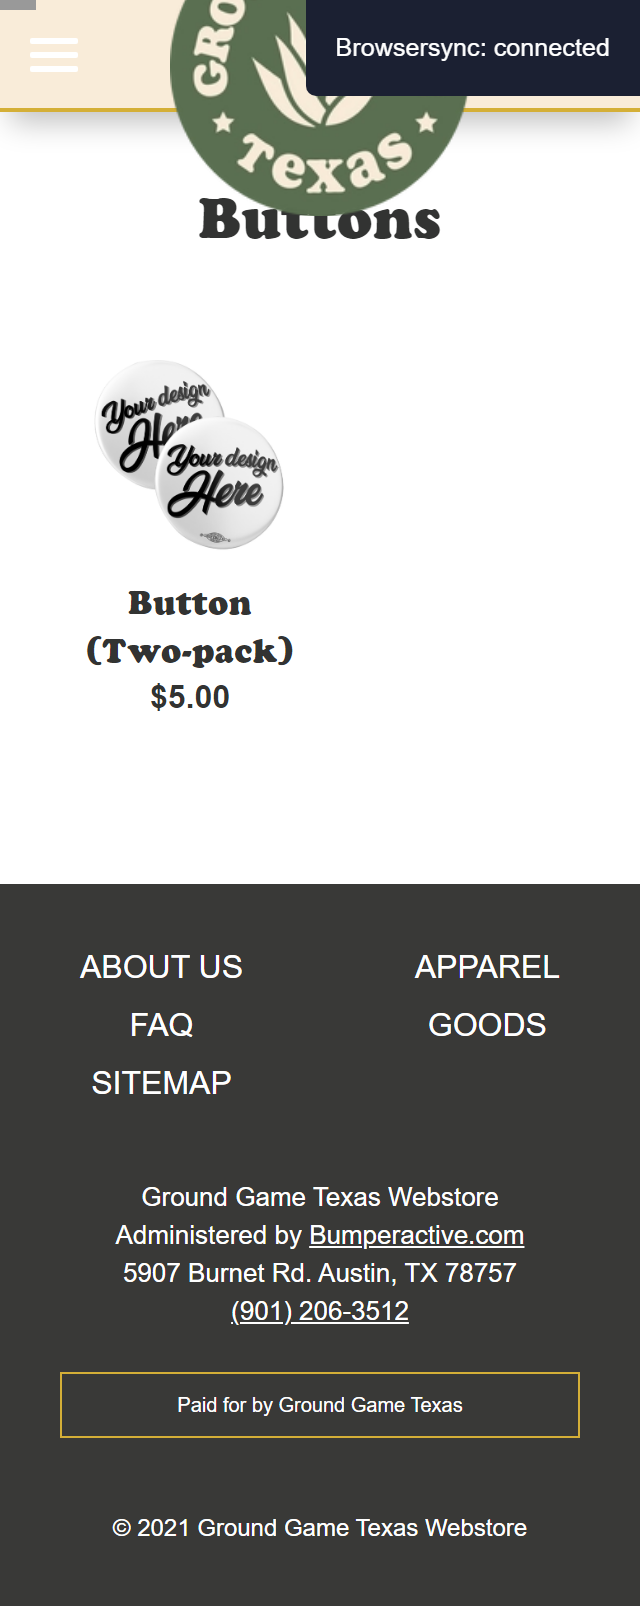 GRO
Browsersync: connected
Texas
Buttons
Your design
Here
Your design
Here
Button
(Two-pack)
$5.00
ABOUT US
APPAREL
FAQ
GOODS
SITEMAP
Ground Game Texas Webstore
Administered by Bumperactive.com
5907 Burnet Rd. Austin, TX 78757
(901) 206-3512
Paid for by Ground Game Texas
© 2021 Ground Game Texas Webstore